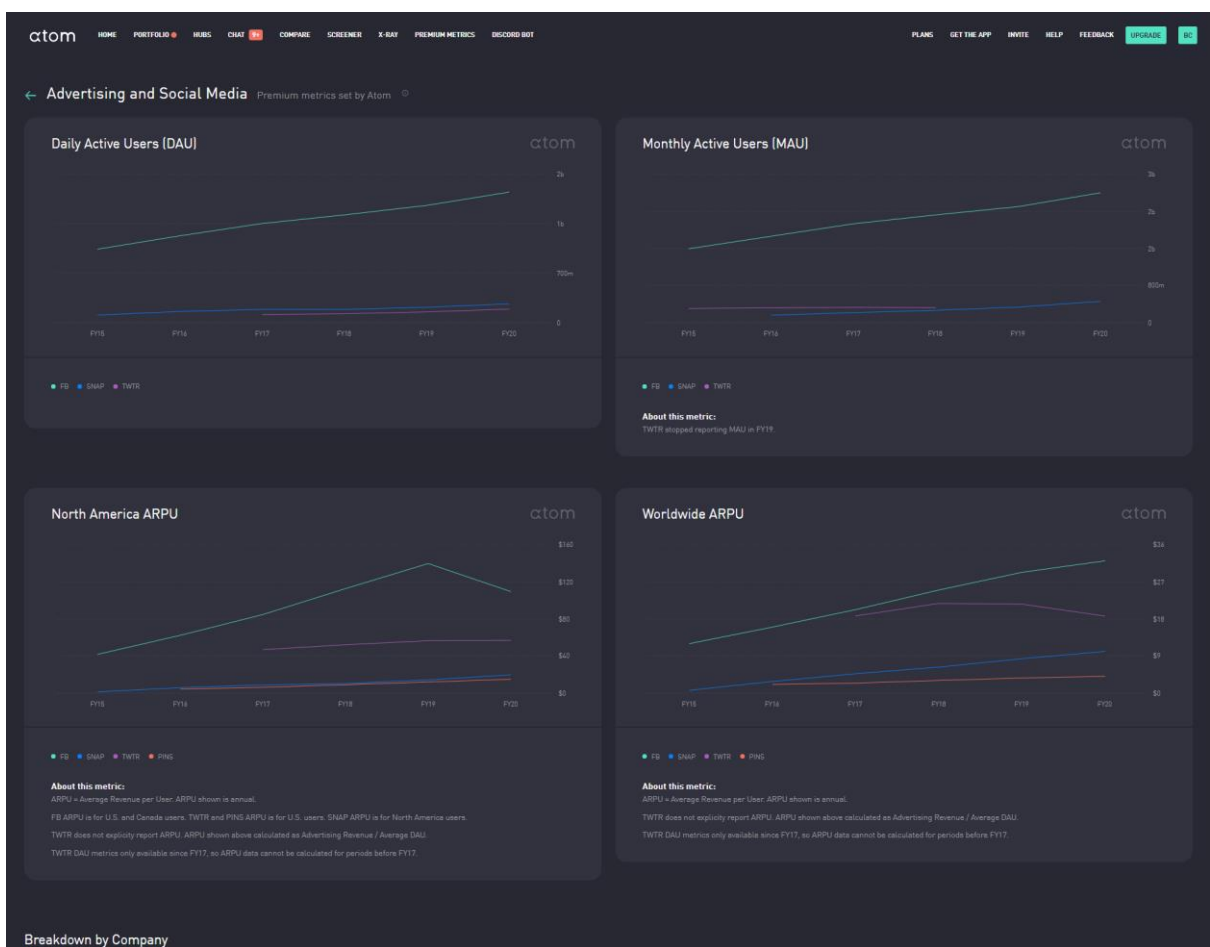 atom HOME PORTFOLIO HUBS CHAT 9+ COMPARE SCREENER X-RAY PREMIUM METRICS DISCORD BOT PLANS GET THE APP INVITE HELP FEEDBACK UPGRADE BC
← Advertising and Social Media Premium metrics set by Atom
Daily Active Users (DAU) atom
2b
1b
700m
0
FY15 FY16 FY17 FY18 FY19 FY20
FB SNAP TWTR
Monthly Active Users (MAU) atom
3b
2b
2b
800m
0
FY15 FY16 FY17 FY18 FY19 FY20
FB SNAP TWTR
About this metric:
TWTR stopped reporting MAU in FY19.
North America ARPU atom
$160
$120
$80
$40
$0
FY15 FY16 FY17 FY18 FY19 FY20
FB SNAP TWTR PINS
About this metric:
ARPU = Average Revenue per User. ARPU shown is annual.
FB ARPU is for U.S. and Canada users. TWTR and PINS ARPU is for U.S. users. SNAP ARPU is for North America users.
TWTR does not explicity report ARPU. ARPU shown above calculated as Advertising Revenue / Average DAU.
TWTR DAU metrics only available since FY17, so ARPU data cannot be calculated for periods before FY17.
Worldwide ARPU atom
$36
$27
$18
$9
$0
FY15 FY16 FY17 FY18 FY19 FY20
FB SNAP TWTR PINS
About this metric:
ARPU = Average Revenue per User. ARPU shown is annual.
TWTR does not explicity report ARPU. ARPU shown above calculated as Advertising Revenue / Average DAU.
TWTR DAU metrics only available since FY17, so ARPU data cannot be calculated for periods before FY17.
Breakdown by Company